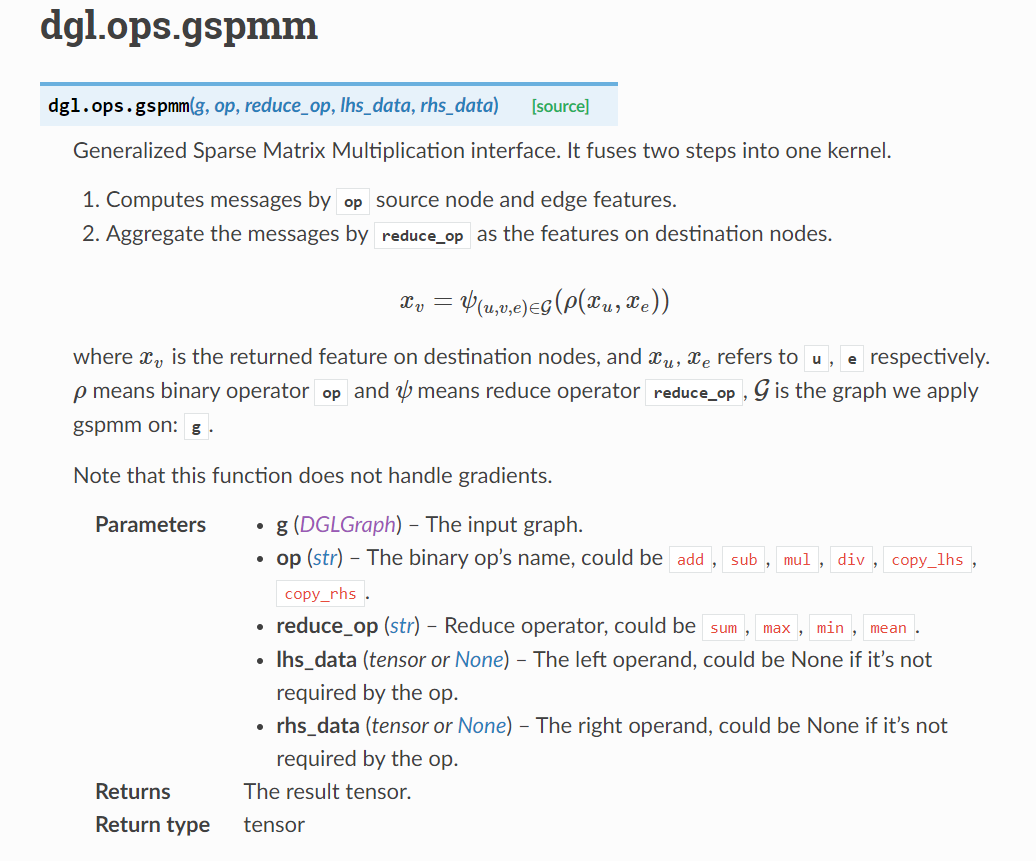 dgl.ops.gspmm
dgl.ops.gspmm(g, op, reduce_op, lhs_data, rhs_data) [source]
Generalized Sparse Matrix Multiplication interface. It fuses two steps into one kernel.
1. Computes messages by op source node and edge features.
2. Aggregate the messages by reduce_op as the features on destination nodes.
x_v = ψ_{(u,v,e)∈𝒢}(ρ(x_u, x_e))
where x_v is the returned feature on destination nodes, and x_u, x_e refers to u, e respectively.
ρ means binary operator op and ψ means reduce operator reduce_op, 𝒢 is the graph we apply
gspmm on: g.
Note that this function does not handle gradients.
Parameters • g (DGLGraph) – The input graph.
• op (str) – The binary op's name, could be add, sub, mul, div, copy_lhs,
copy_rhs.
• reduce_op (str) – Reduce operator, could be sum, max, min, mean.
• lhs_data (tensor or None) – The left operand, could be None if it's not
required by the op.
• rhs_data (tensor or None) – The right operand, could be None if it's not
required by the op.
Returns The result tensor.
Return type tensor